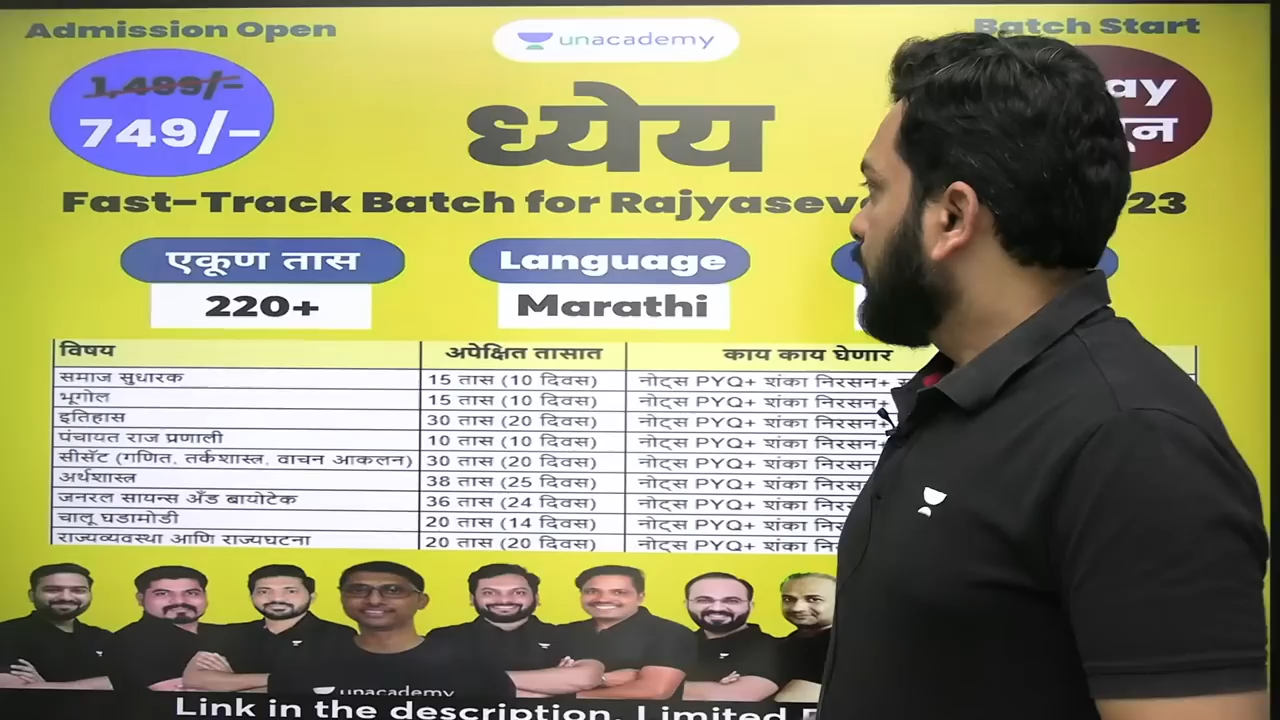 Admission Open
unacademy
Batch Start
1,499/-
749/-
ध्येय
Fast-Track Batch for
23
एकूण तास
Language
220+
Marathi
विषय
अपेक्षित तासात
काय काय घेणार
समाज सुधारक
15 तास (10 दिवस)
नोट्स PYQ+ शंका निरसन+
भूगोल
15 तास (10 दिवस)
नोट्स PYQ+ शंका निरसन+
इतिहास
30 तास (20 दिवस)
नोट्स PYQ+ शंका निरसन+
पंचायत राज प्रणाली
10 तास (10 दिवस)
नोट्स PYQ+ शंका निरसन
सीसॅट (गणित, तर्कशास्त्र, वाचन आकलन)
30 तास (20 दिवस)
नोट्स PYQ+ शंका निरसन
अर्थशास्त्र
38 तास (25 दिवस)
नोट्स PYQ+ शंका
जनरल सायन्स अँड बायोटेक
36 तास (24 दिवस)
नोट्स PYQ+ शंका
चालू घडामोडी
20 तास (14 दिवस)
नोट्स PYQ+ शंका
राज्यव्यवस्था आणि राज्यघटना
20 तास (20 दिवस)
नोट्स PYQ+ शंका
unacademy
Link in the description. Limited